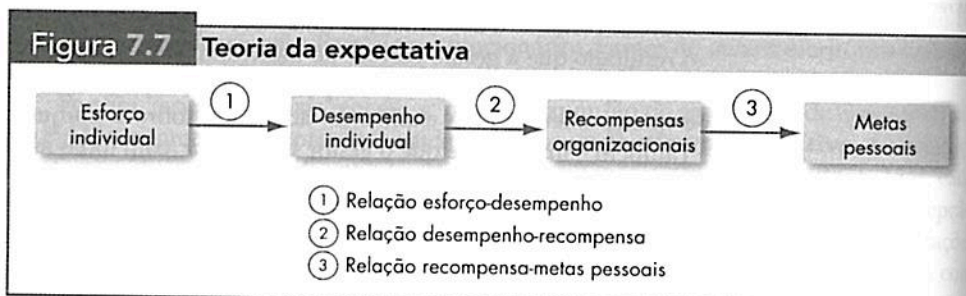 Figura 7.7 Teoria da expectativa
Esforço
individual
1
Desempenho
individual
2
Recompensas
organizacionais
3
Metas
pessoais
1 Relação esforço-desempenho
2 Relação desempenho-recompensa
3 Relação recompensa-metas pessoais